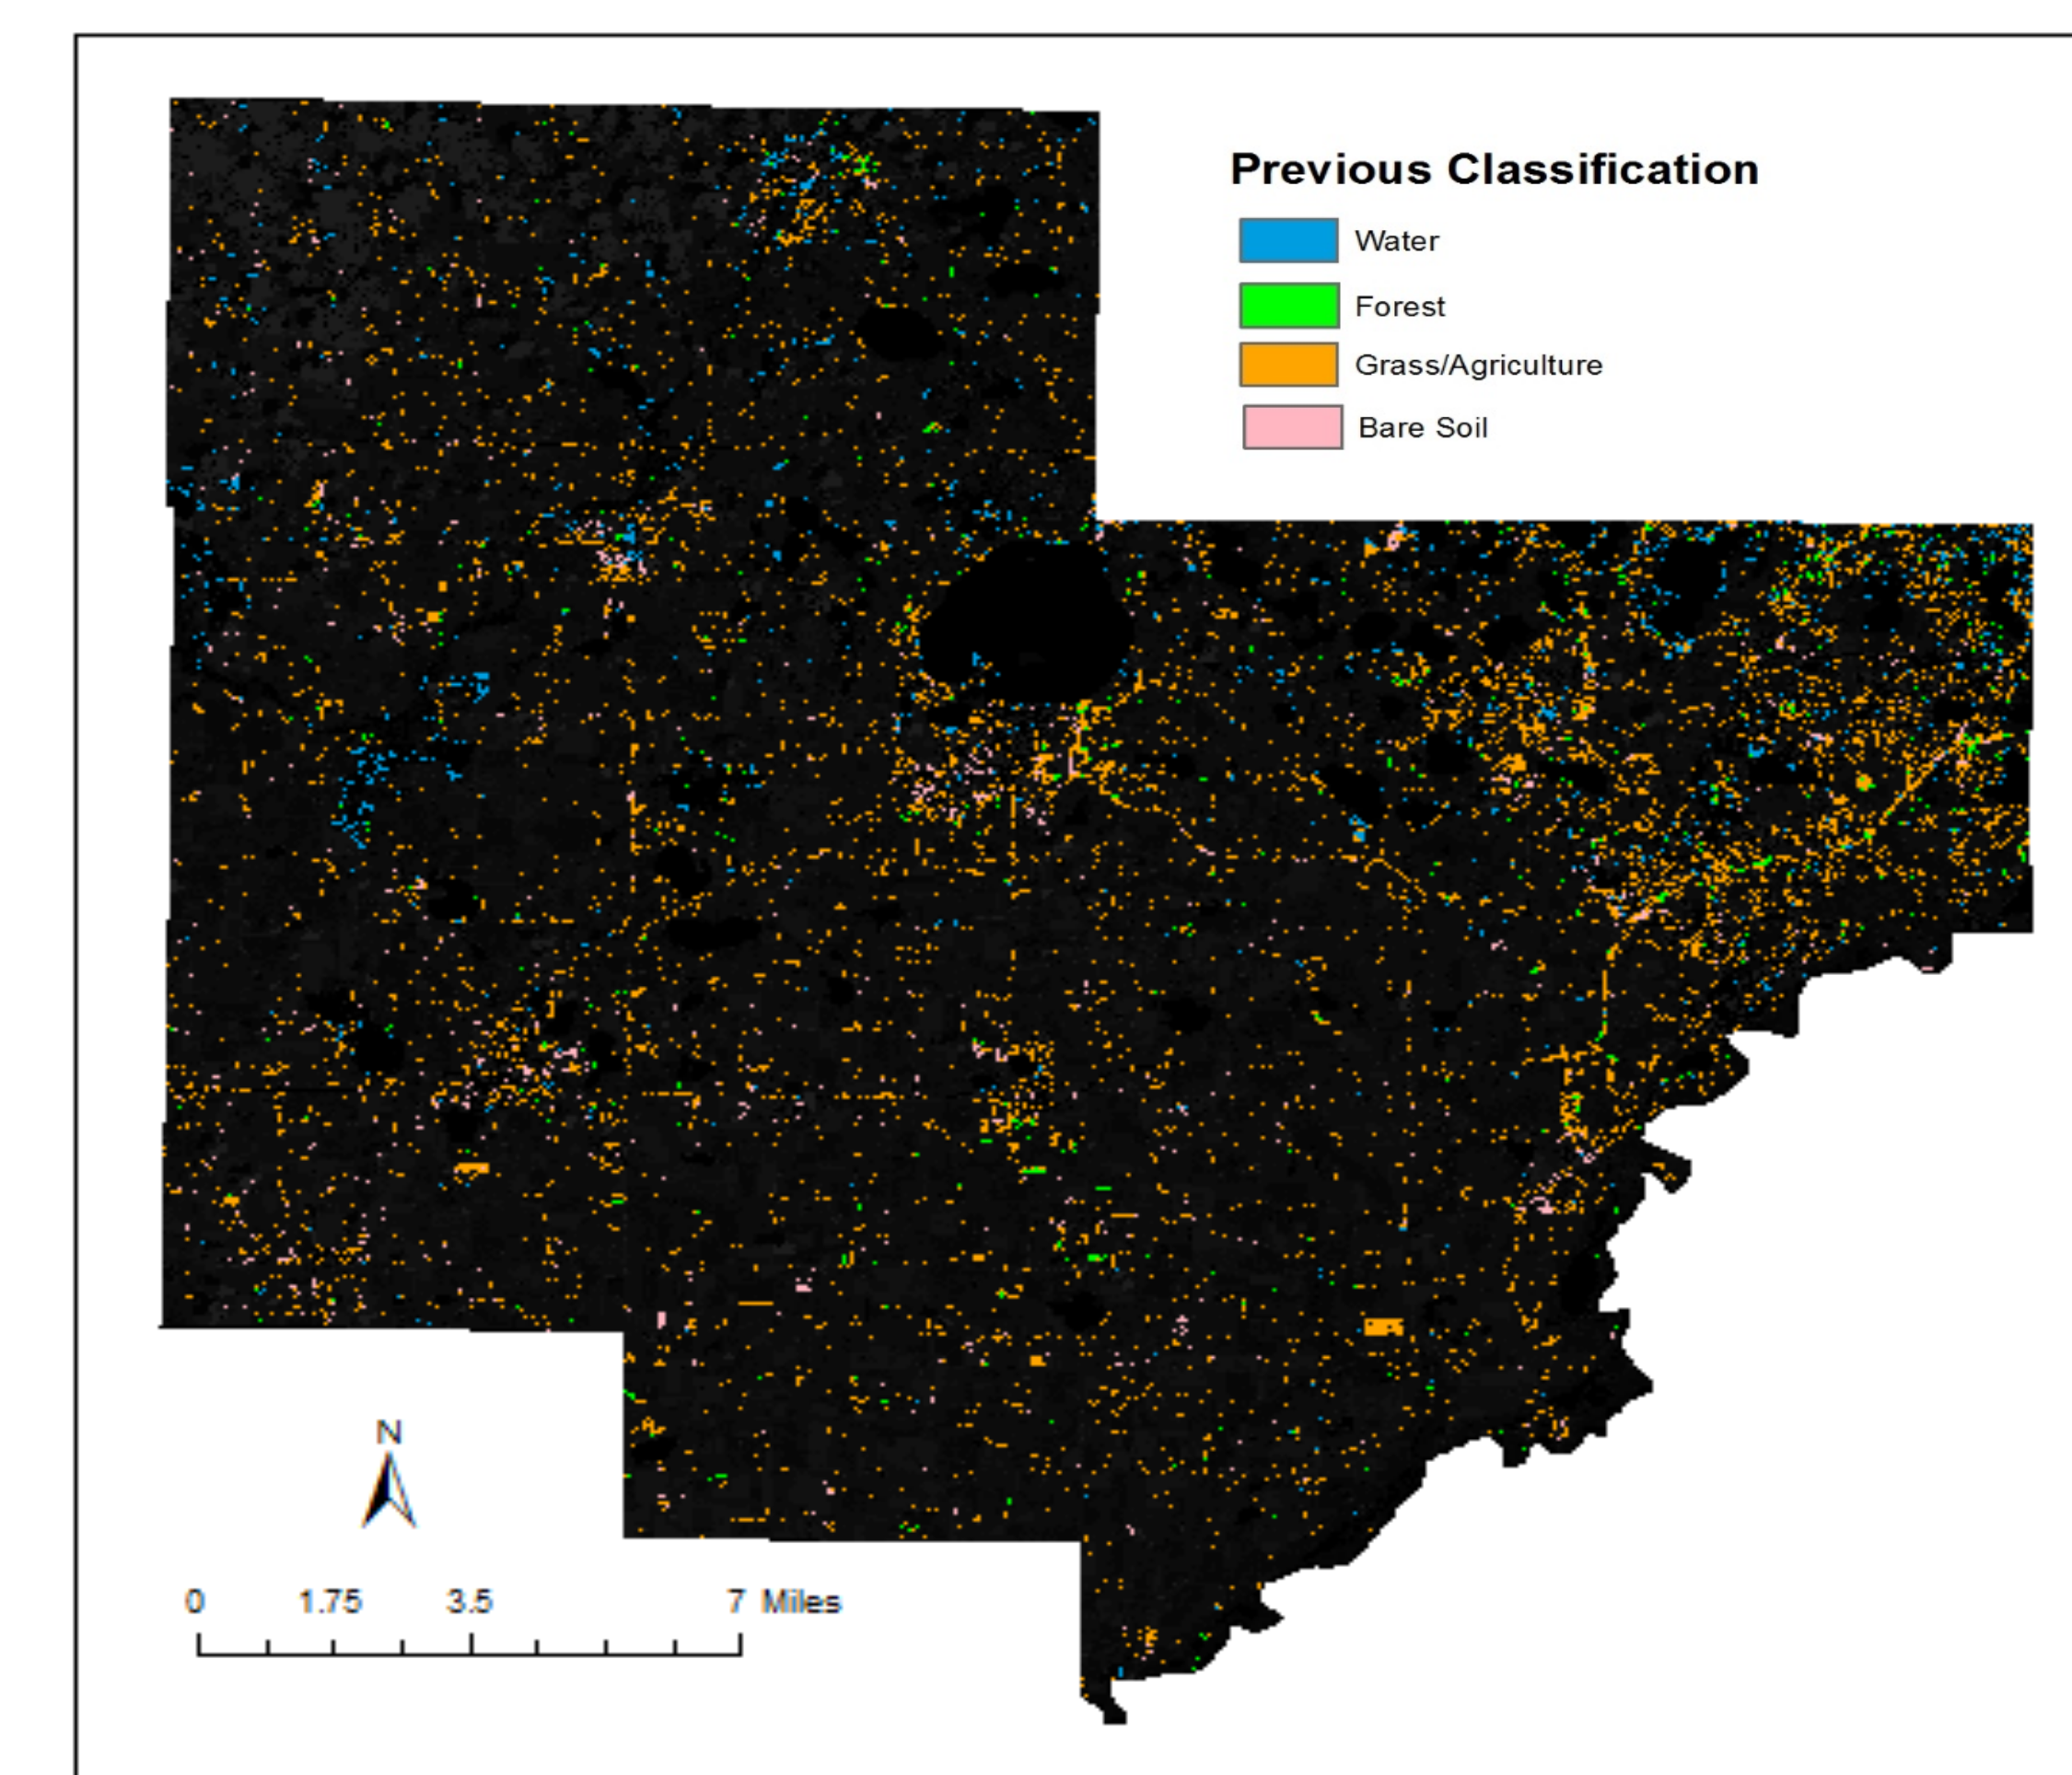 Previous Classification
Water
Forest
Grass/Agriculture
Bare Soil
N
0 1.75 3.5 7 Miles